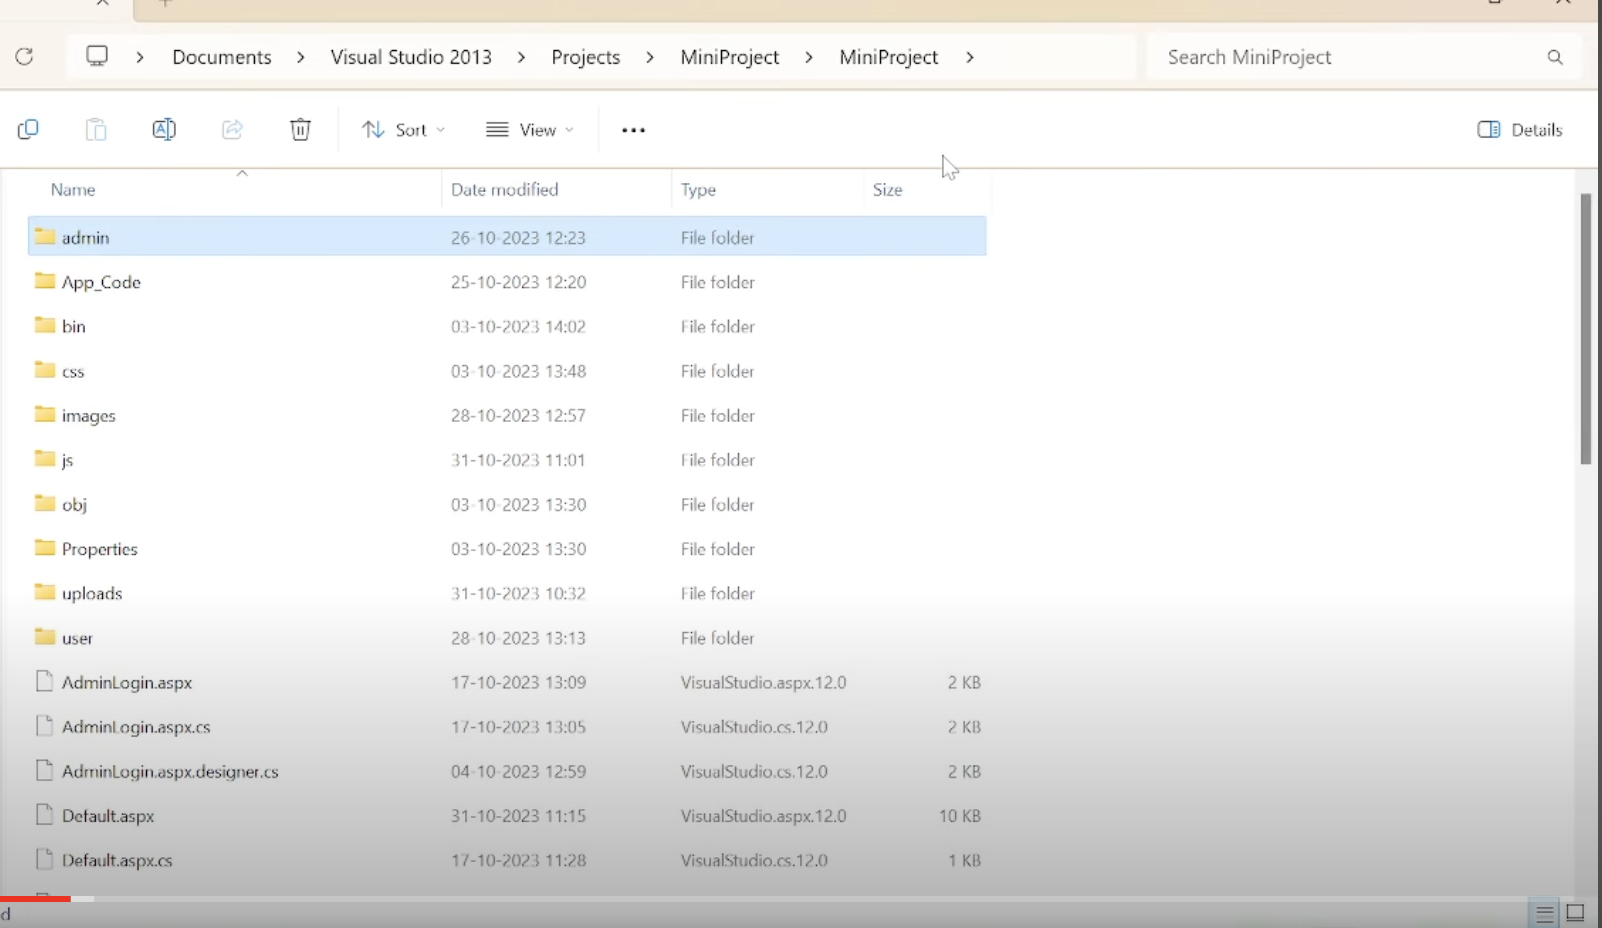 Documents > Visual Studio 2013 > Projects > MiniProject > MiniProject >
Search MiniProject
Sort
View
Details
Name Date modified Type Size
admin 26-10-2023 12:23 File folder
App_Code 25-10-2023 12:20 File folder
bin 03-10-2023 14:02 File folder
css 03-10-2023 13:48 File folder
images 28-10-2023 12:57 File folder
js 31-10-2023 11:01 File folder
obj 03-10-2023 13:30 File folder
Properties 03-10-2023 13:30 File folder
uploads 31-10-2023 10:32 File folder
user 28-10-2023 13:13 File folder
AdminLogin.aspx 17-10-2023 13:09 VisualStudio.aspx.12.0 2 KB
AdminLogin.aspx.cs 17-10-2023 13:05 VisualStudio.cs.12.0 2 KB
AdminLogin.aspx.designer.cs 04-10-2023 12:59 VisualStudio.cs.12.0 2 KB
Default.aspx 31-10-2023 11:15 VisualStudio.aspx.12.0 10 KB
Default.aspx.cs 17-10-2023 11:28 VisualStudio.cs.12.0 1 KB
d